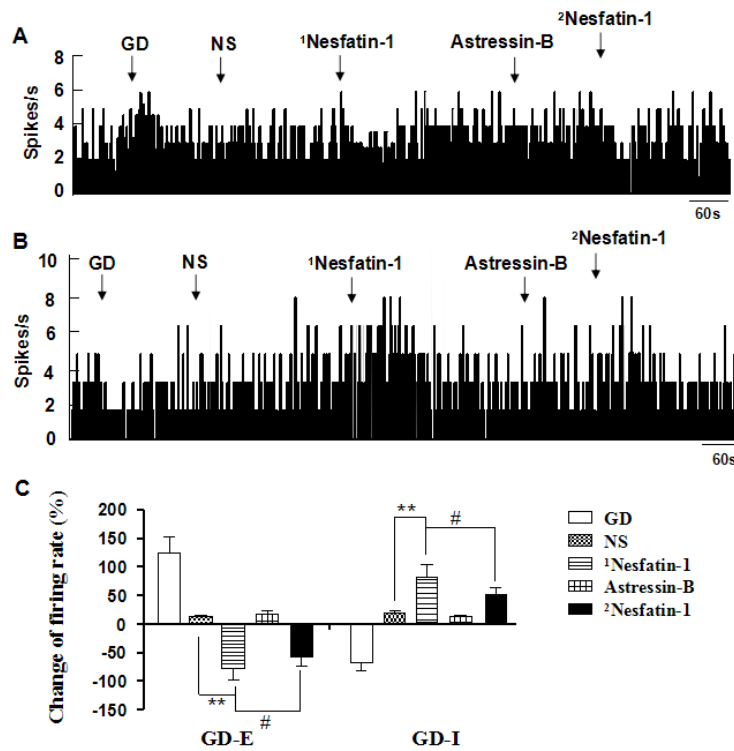 A
GD
NS
¹Nesfatin-1
Astressin-B
²Nesfatin-1
Spikes/s
8
6
4
2
0
60s
B
GD
NS
¹Nesfatin-1
Astressin-B
²Nesfatin-1
Spikes/s
10
8
6
4
2
0
60s
C
Change of firing rate (%)
200
150
100
50
0
-50
-100
-150
**
#
**
#
GD-E
GD-I
GD
NS
¹Nesfatin-1
Astressin-B
²Nesfatin-1